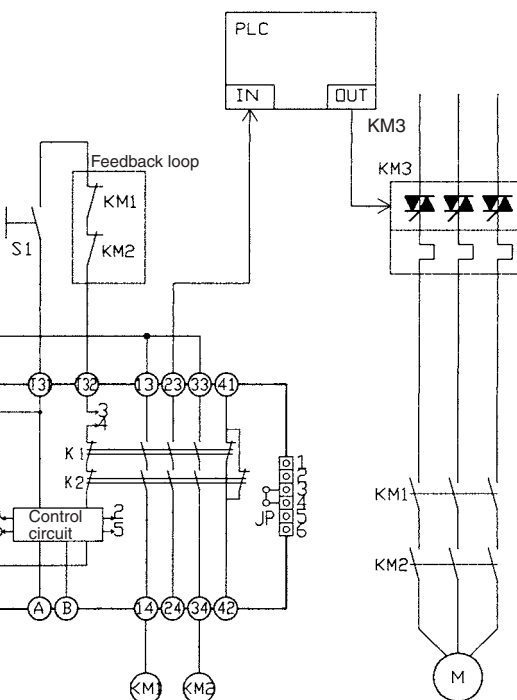 PLC
IN
OUT
KM3
KM3
Feedback loop
KM1
KM2
S1
T31
T32
13
23
33
41
3
4
K1
K2
1
2
3
4
5
6
JP
Control
circuit
2
5
A
B
14
24
34
42
KM1
KM2
KM1
KM2
M